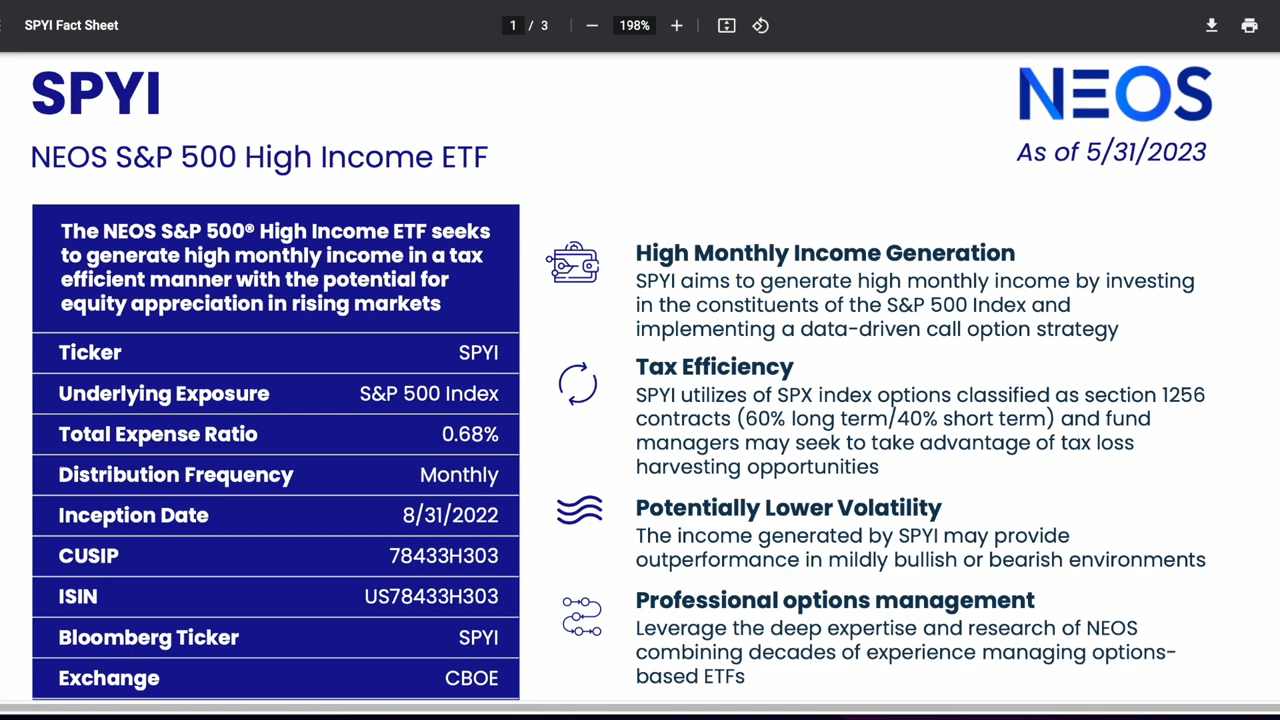 SPYI Fact Sheet
1 / 3
198%
SPYI
NEOS
NEOS S&P 500 High Income ETF
As of 5/31/2023
The NEOS S&P 500® High Income ETF seeks
to generate high monthly income in a tax
efficient manner with the potential for
equity appreciation in rising markets
Ticker SPYI
Underlying Exposure S&P 500 Index
Total Expense Ratio 0.68%
Distribution Frequency Monthly
Inception Date 8/31/2022
CUSIP 78433H303
ISIN US78433H303
Bloomberg Ticker SPYI
Exchange CBOE
High Monthly Income Generation
SPYI aims to generate high monthly income by investing
in the constituents of the S&P 500 Index and
implementing a data-driven call option strategy
Tax Efficiency
SPYI utilizes of SPX index options classified as section 1256
contracts (60% long term/40% short term) and fund
managers may seek to take advantage of tax loss
harvesting opportunities
Potentially Lower Volatility
The income generated by SPYI may provide
outperformance in mildly bullish or bearish environments
Professional options management
Leverage the deep expertise and research of NEOS
combining decades of experience managing options-
based ETFs